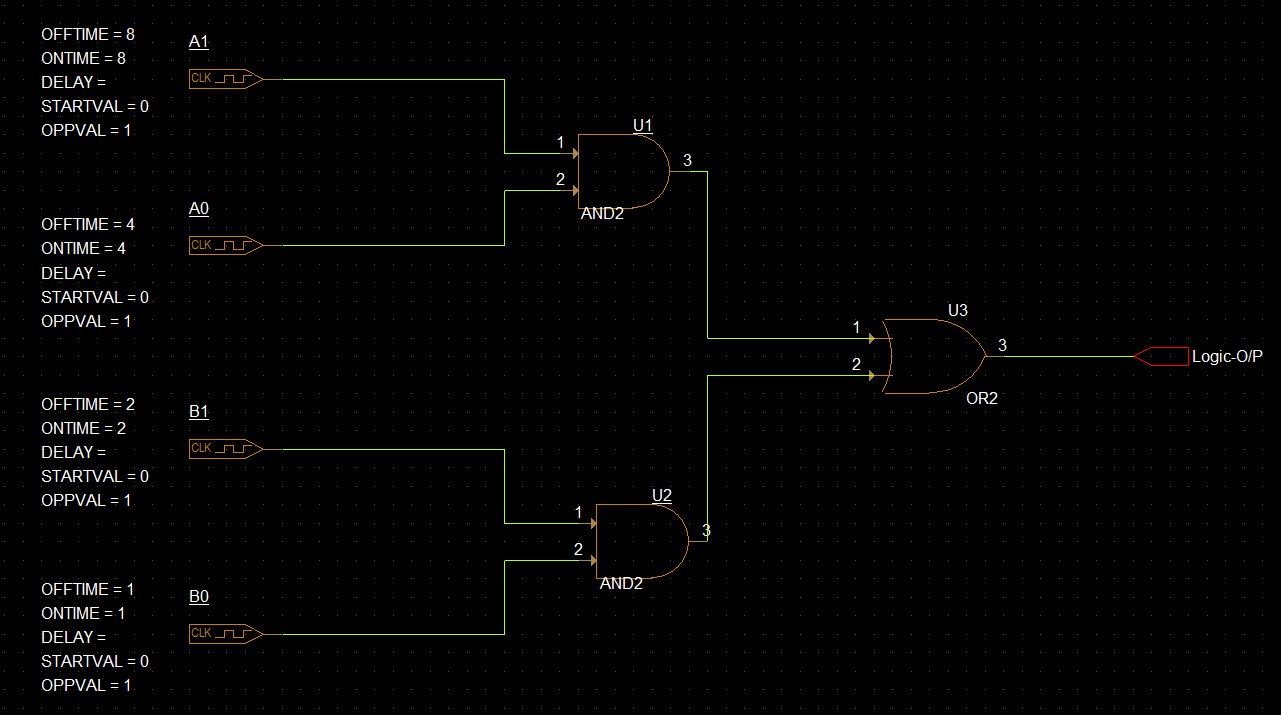 OFFTIME = 8
ONTIME = 8
DELAY =
STARTVAL = 0
OPPVAL = 1
A1
CLK
U1
1
2
3
AND2
OFFTIME = 4
ONTIME = 4
DELAY =
STARTVAL = 0
OPPVAL = 1
A0
CLK
U3
1
2
3
OR2
Logic-O/P
OFFTIME = 2
ONTIME = 2
DELAY =
STARTVAL = 0
OPPVAL = 1
B1
CLK
U2
1
2
3
AND2
OFFTIME = 1
ONTIME = 1
DELAY =
STARTVAL = 0
OPPVAL = 1
B0
CLK